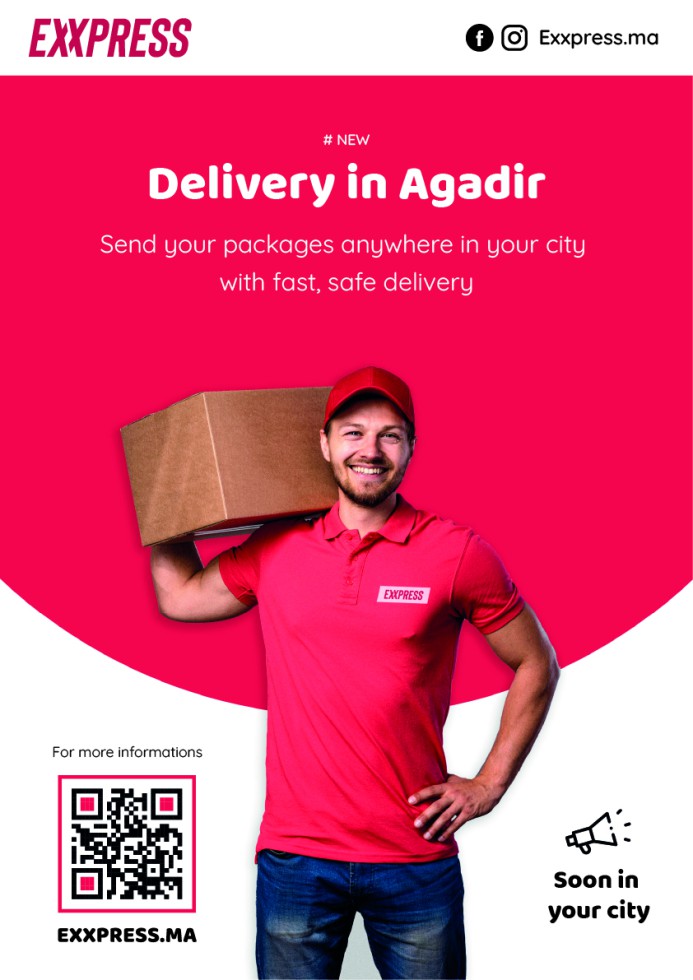 EXXPRESS
Exxpress.ma
# NEW
Delivery in Agadir
Send your packages anywhere in your city
with fast, safe delivery
EXXPRESS
For more informations
EXXPRESS.MA
Soon in
your city